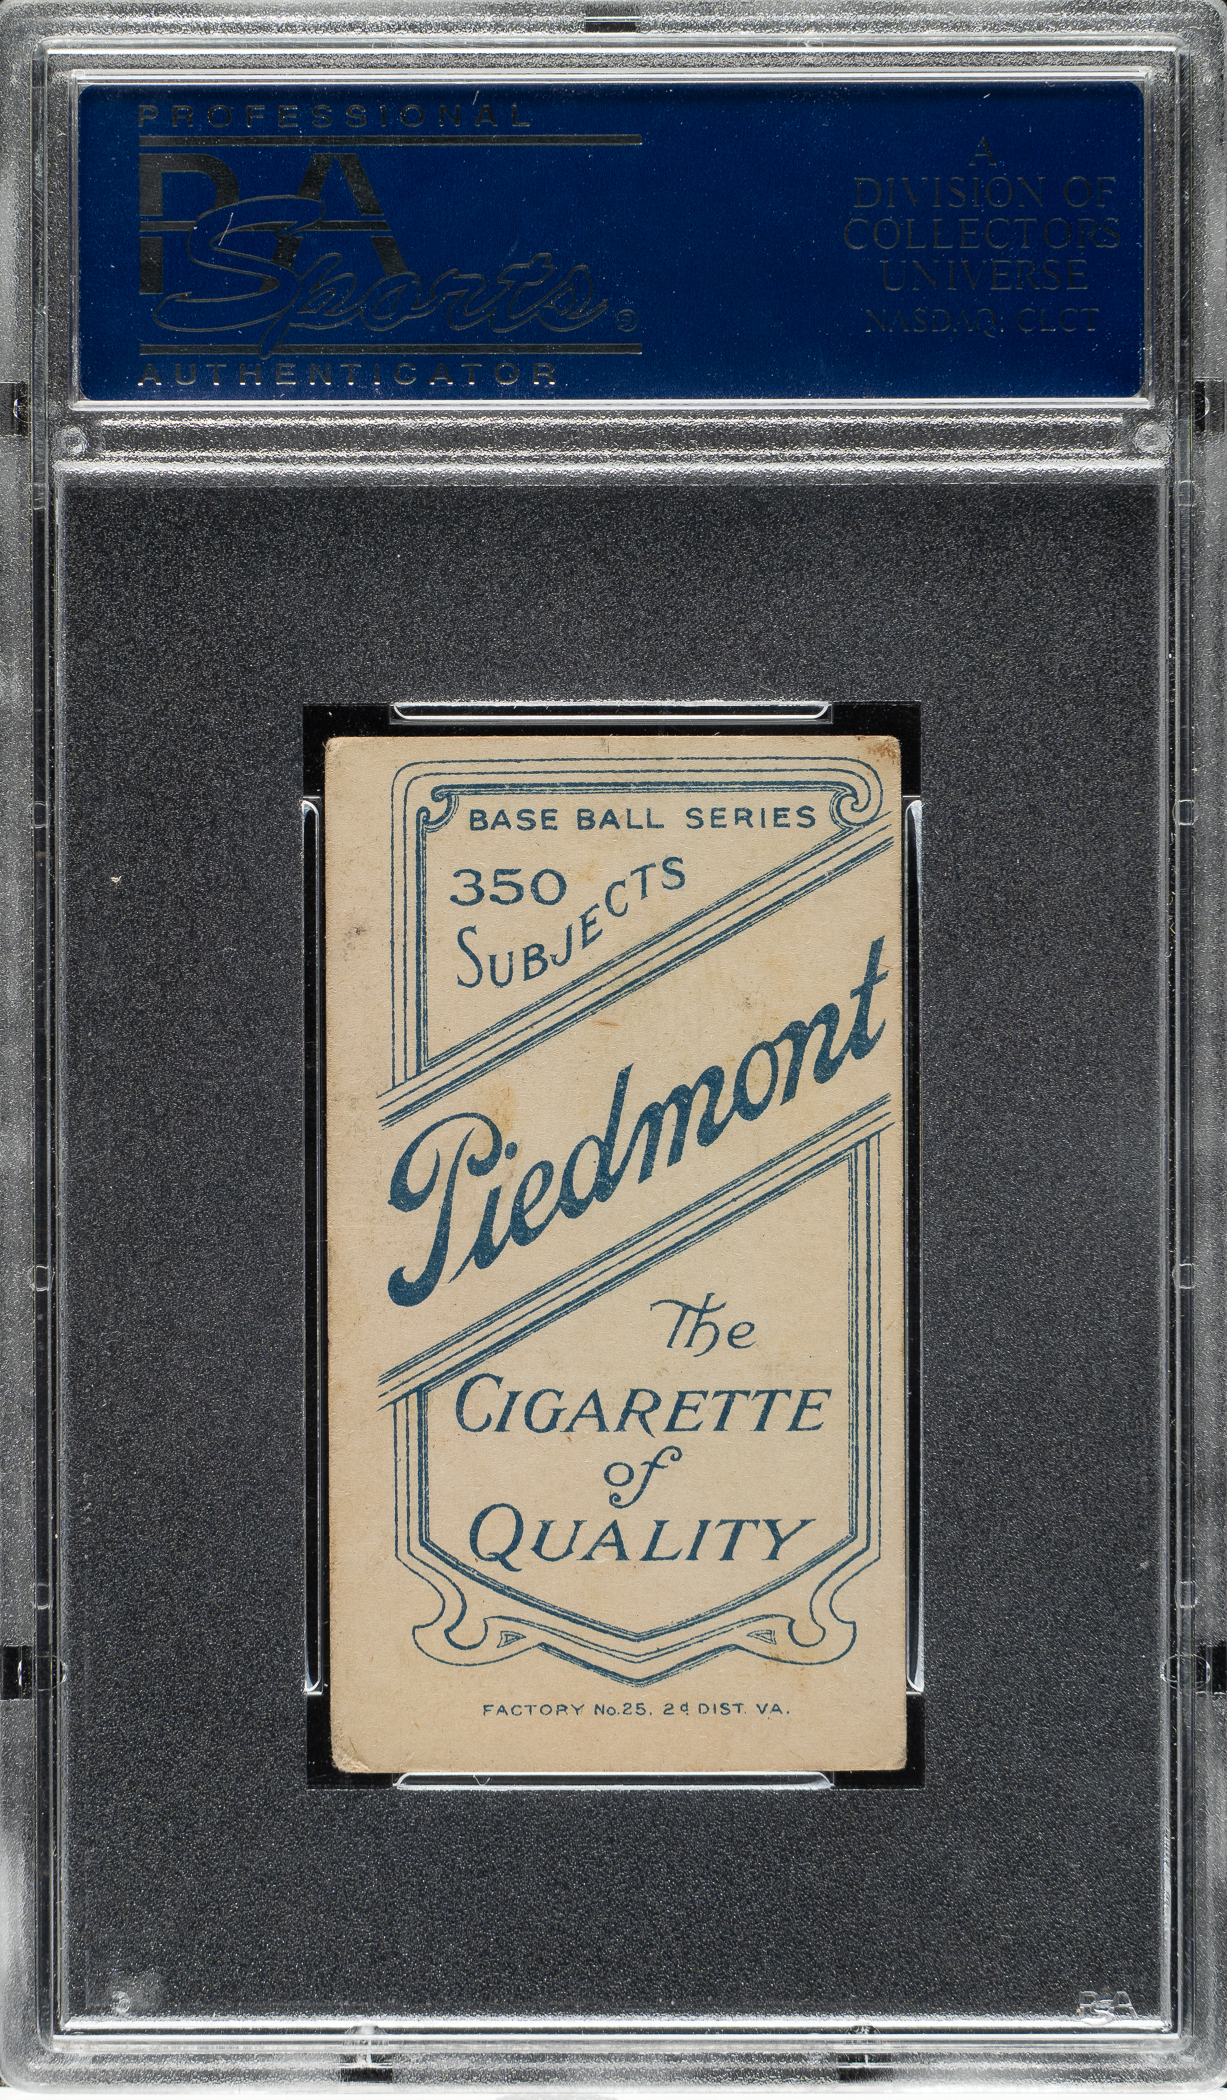 PROFESSIONAL
PSA
Sports®
AUTHENTICATOR
A
DIVISION OF
COLLECTORS
UNIVERSE
NASDAQ: CLCT
BASE BALL SERIES
350
SUBJECTS
Piedmont
The
CIGARETTE
of
QUALITY
FACTORY No. 25, 2d DIST. VA.
PSA